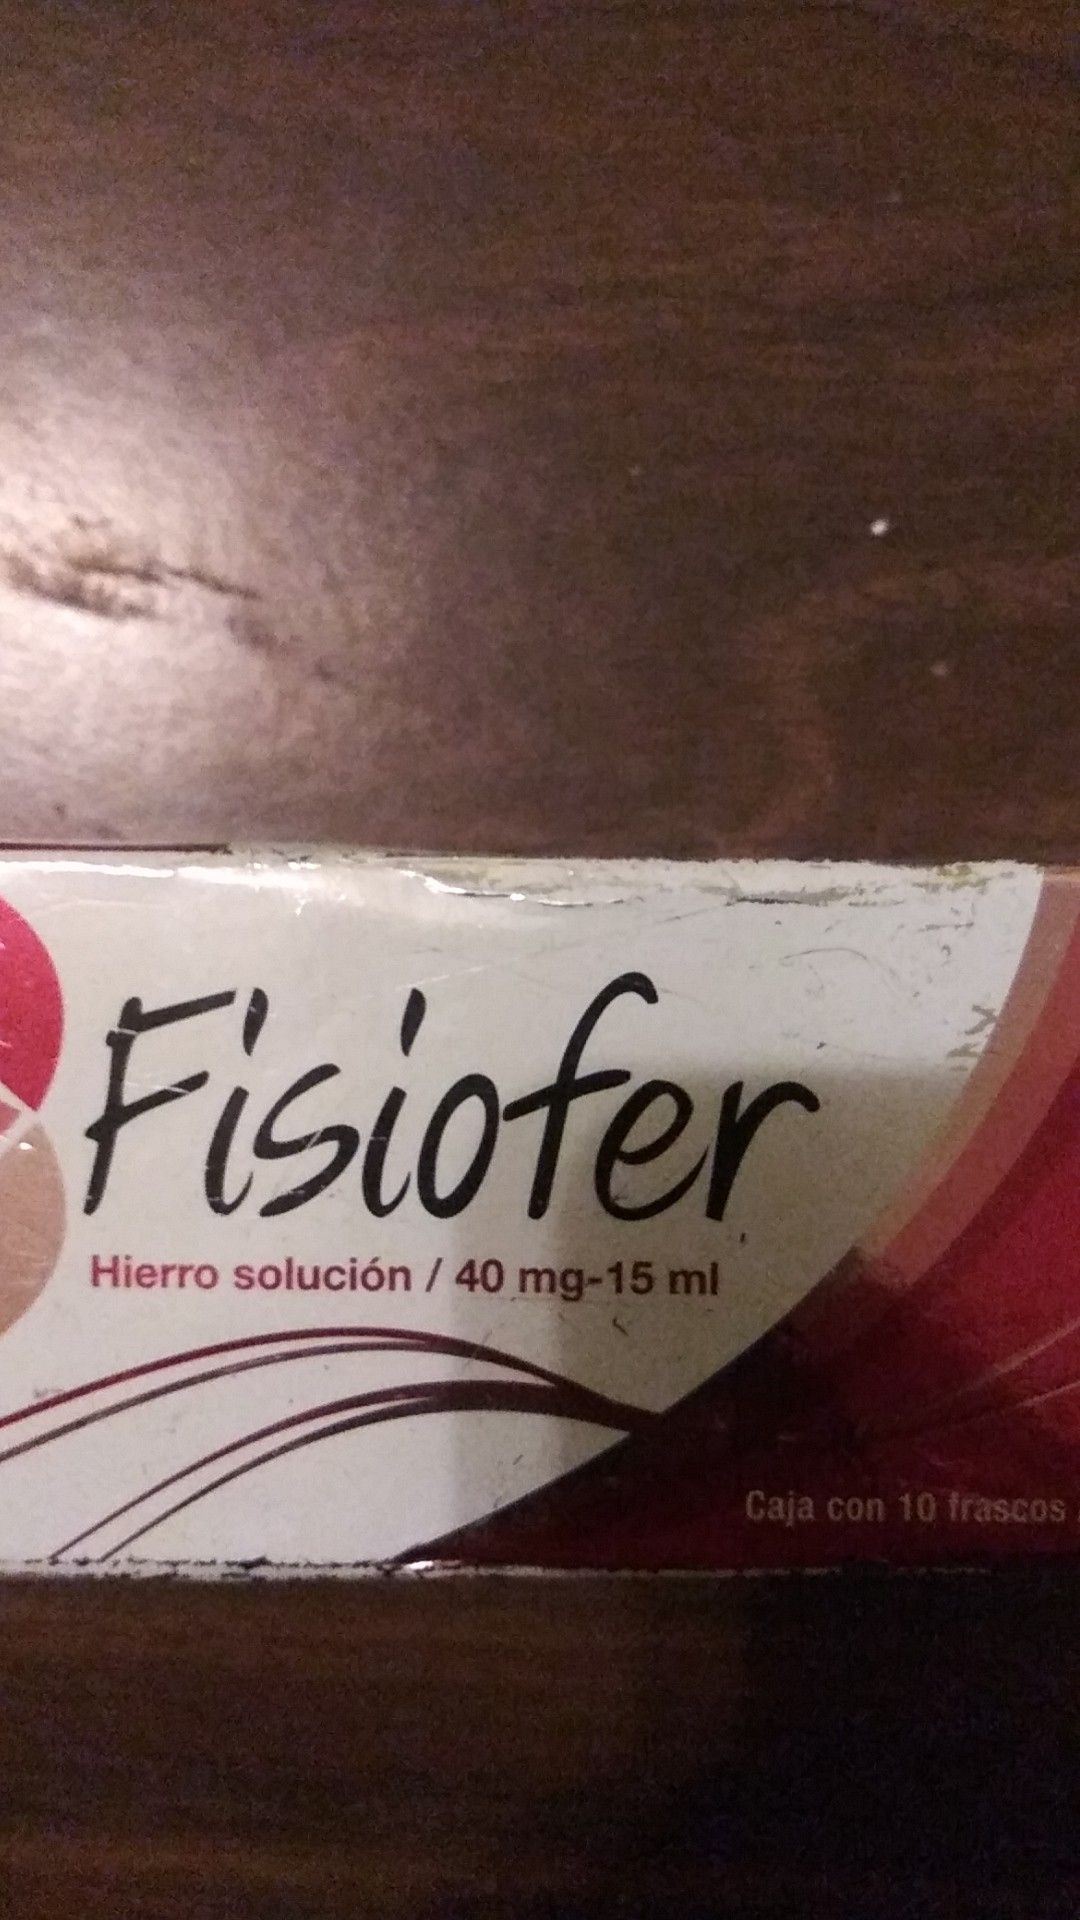 Fisiofer
Hierro solución / 40 mg-15 ml
Caja con 10 frascos